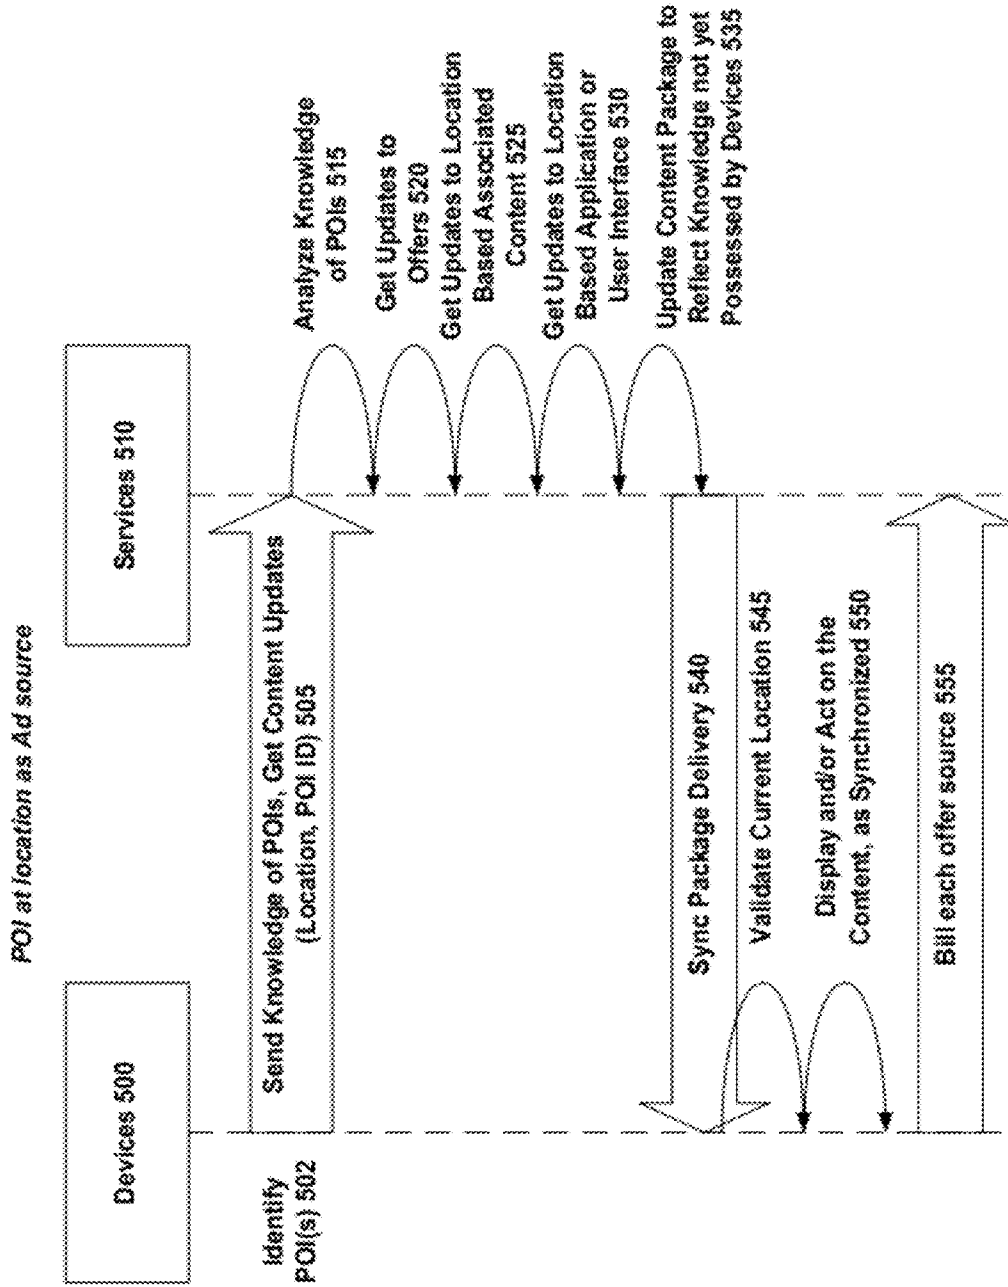 POI at location as Ad source
Devices 500
Services 510
Identify
POI(s) 502
Send Knowledge of POIs, Get Content Updates
(Location, POI ID) 505
Analyze Knowledge
of POIs 515
Get Updates to
Offers 520
Get Updates to Location
Based Associated
Content 525
Get Updates to Location
Based Application or
User Interface 530
Update Content Package to
Reflect Knowledge not yet
Possessed by Devices 535
Sync Package Delivery 540
Validate Current Location 545
Display and/or Act on the
Content, as Synchronized 550
Bill each offer source 555